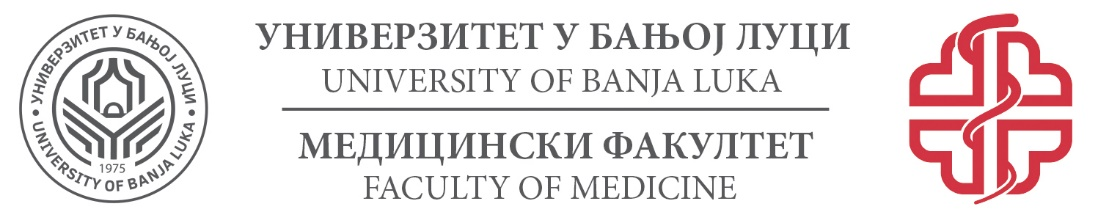 УНИВЕРЗИТЕТ У БАЊОЈ ЛУЦИ
UNIVERSITY OF BANJA LUKA
1975
УНИВЕРЗИТЕТ У БАЊОЈ ЛУЦИ
UNIVERSITY OF BANJA LUKA
МЕДИЦИНСКИ ФАКУЛТЕТ
FACULTY OF MEDICINE